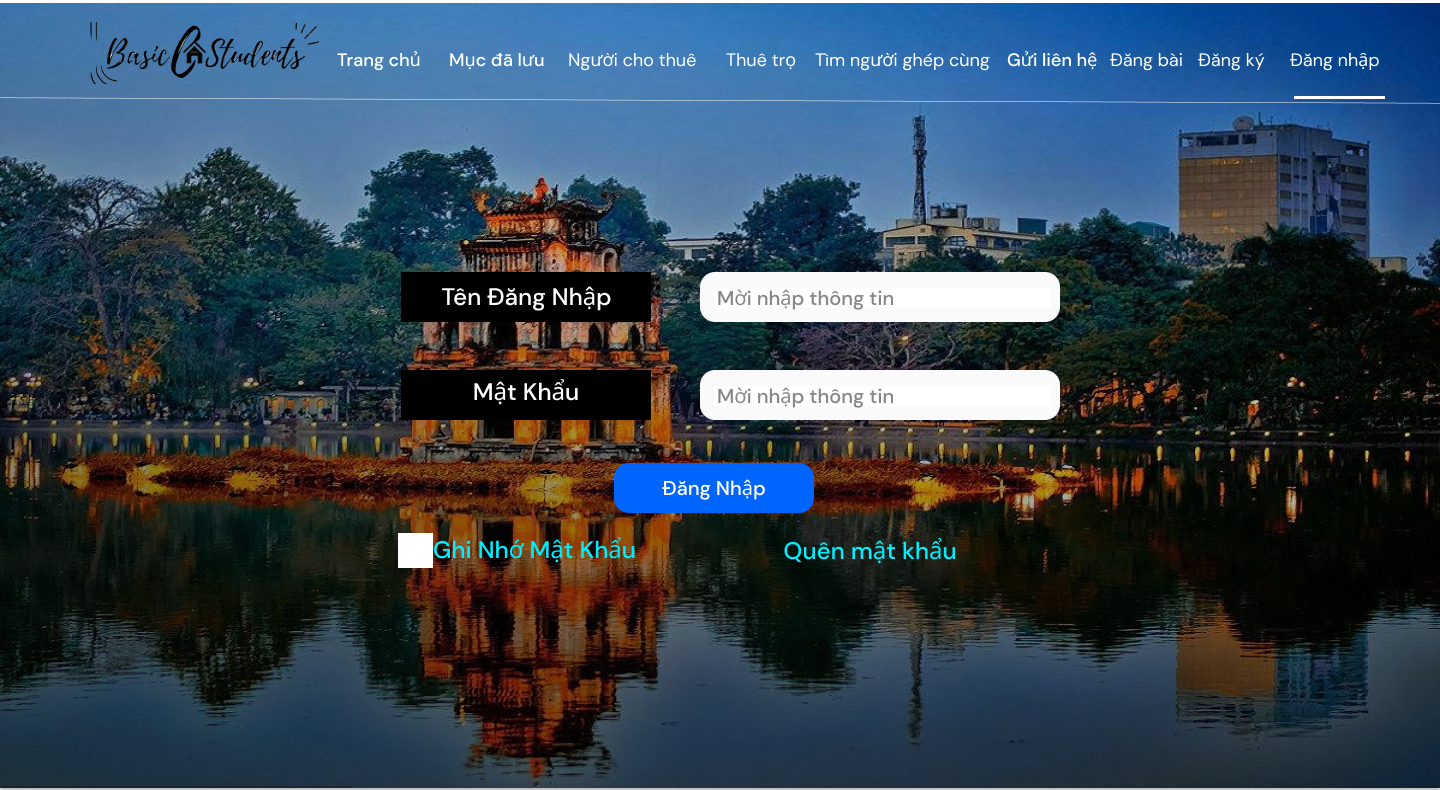 Basic Students
Trang chủ Mục đã lưu Người cho thuê Thuê trọ Tìm người ghép cùng Gửi liên hệ Đăng bài Đăng ký Đăng nhập
Tên Đăng Nhập Mời nhập thông tin
Mật Khẩu Mời nhập thông tin
Đăng Nhập
Ghi Nhớ Mật Khẩu Quên mật khẩu